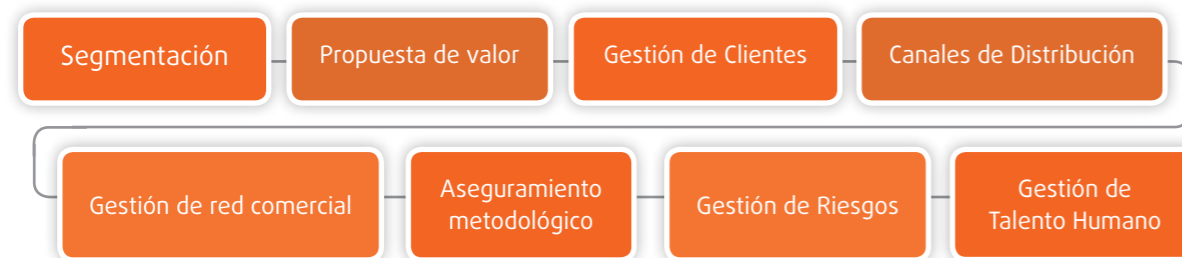 Segmentación
Propuesta de valor
Gestión de Clientes
Canales de Distribución
Gestión de red comercial
Aseguramiento
metodológico
Gestión de Riesgos
Gestión de
Talento Humano